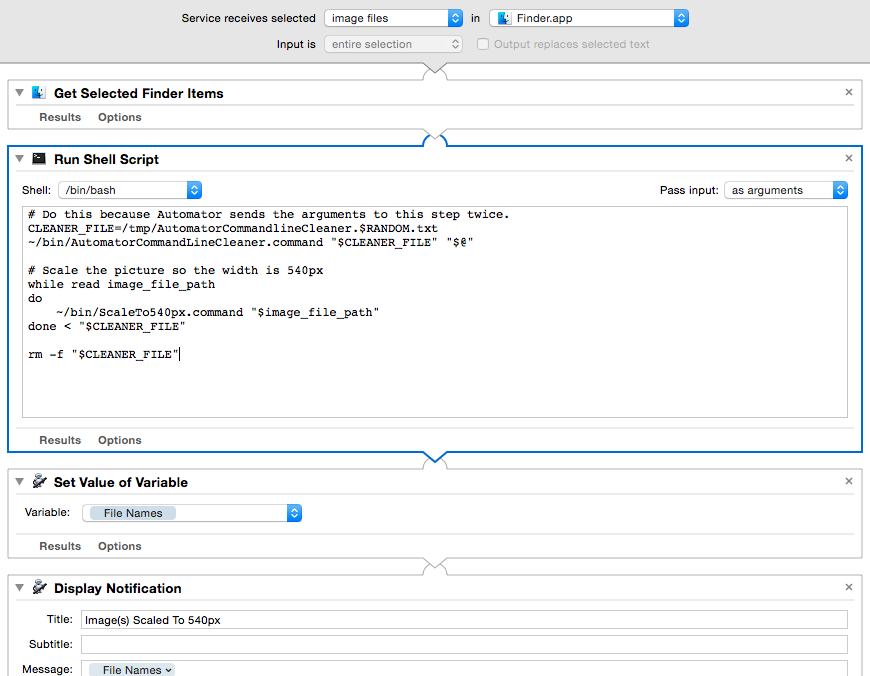 Service receives selected image files in Finder.app
Input is entire selection Output replaces selected text
Get Selected Finder Items
Results Options
Run Shell Script
Shell: /bin/bash Pass input: as arguments
# Do this because Automator sends the arguments to this step twice.
CLEANER_FILE=/tmp/AutomatorCommandlineCleaner.$RANDOM.txt
~/bin/AutomatorCommandLineCleaner.command "$CLEANER_FILE" "$@"
# Scale the picture so the width is 540px
while read image_file_path
do
~/bin/ScaleTo540px.command "$image_file_path"
done < "$CLEANER_FILE"
rm -f "$CLEANER_FILE"
Results Options
Set Value of Variable
Variable: File Names
Results Options
Display Notification
Title: Image(s) Scaled To 540px
Subtitle:
Message: File Names